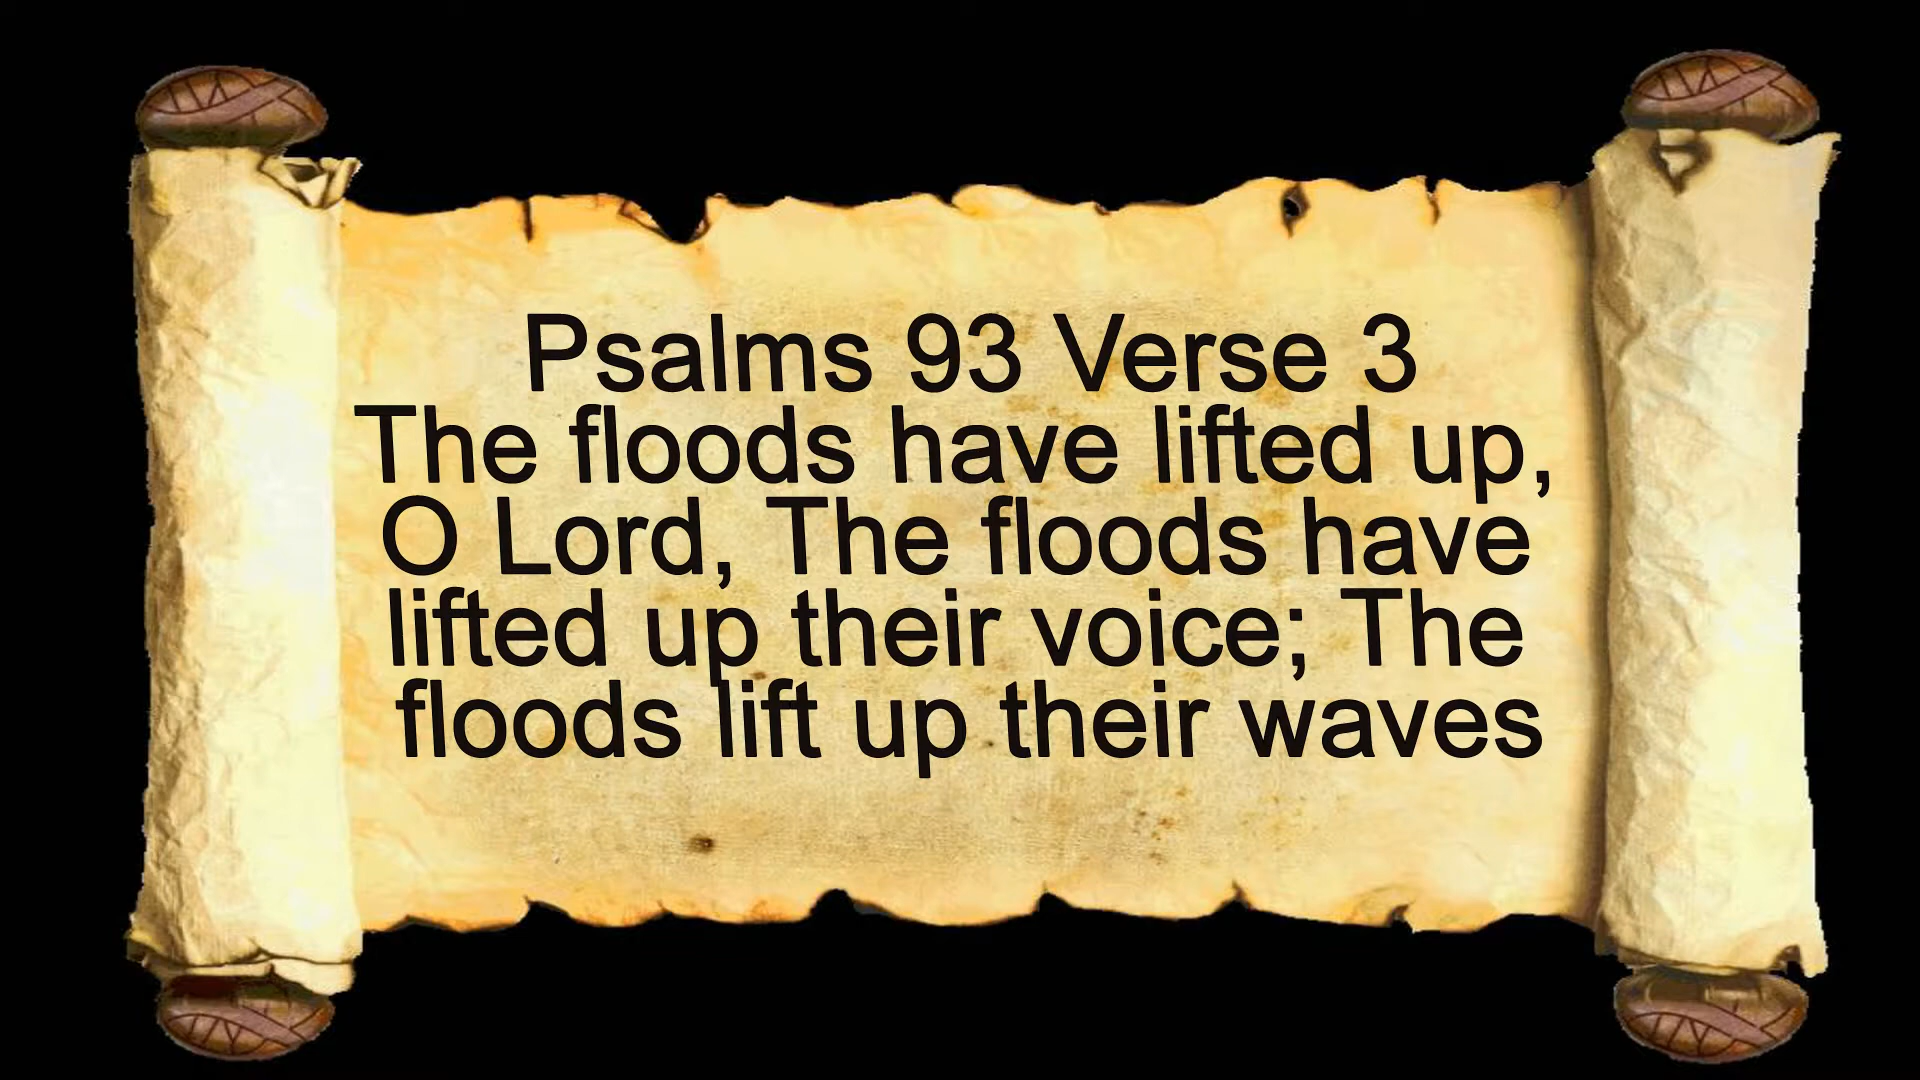 Psalms 93 Verse 3
The floods have lifted up,
O Lord, The floods have
lifted up their voice; The
floods lift up their waves